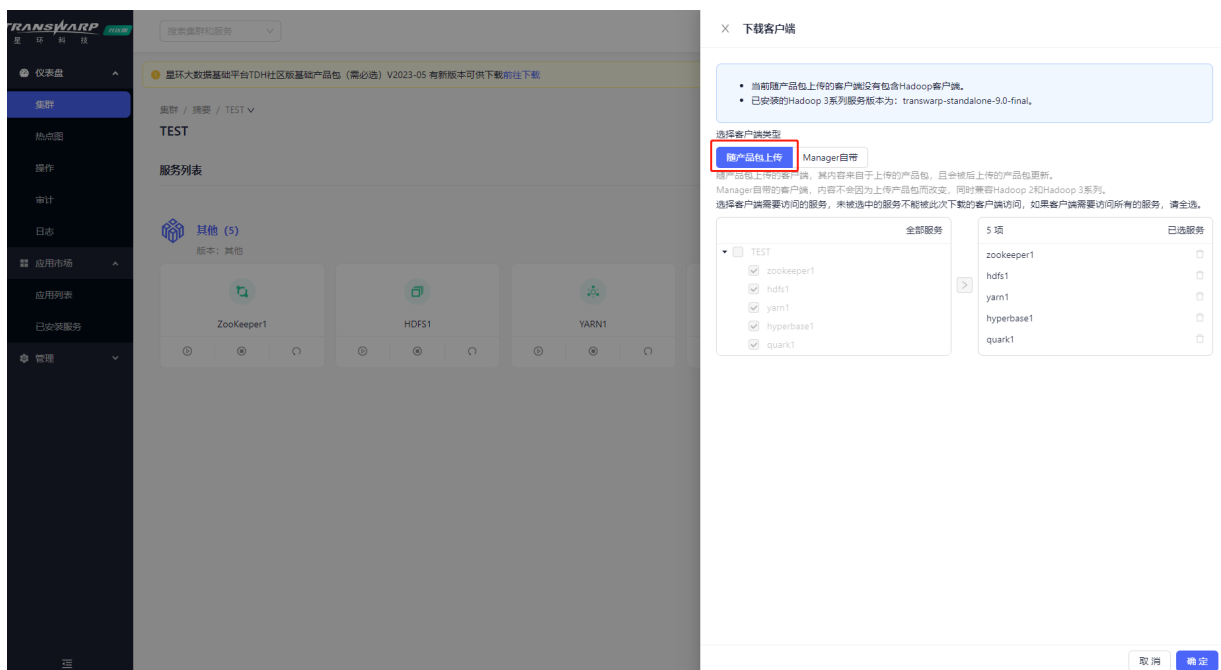 TRANSWARP
星 环 科 技
社区版
搜索集群和服务
仪表盘
集群
热点图
操作
审计
日志
应用市场
应用列表
已安装服务
管理
星环大数据基础平台TDH社区版基础产品包（需必选）V2023-05 有新版本可供下载前往下载
集群 / 摘要 / TEST
TEST
服务列表
其他 (5)
版本：其他
ZooKeeper1
HDFS1
YARN1
下载客户端
当前随产品包上传的客户端没有包含Hadoop客户端。
已安装的Hadoop 3系列服务版本为：transwarp-standalone-9.0-final。
选择客户端类型
随产品包上传 Manager自带
随产品包上传的客户端，其内容来自于上传的产品包，且会被后上传的产品包更新。
Manager自带的客户端，内容不会因为上传产品包而改变，同时兼容Hadoop 2和Hadoop 3系列。
选择客户端需要访问的服务，未被选中的服务不能被此次下载的客户端访问，如果客户端需要访问所有的服务，请全选。
全部服务
TEST
zookeeper1
hdfs1
yarn1
hyperbase1
quark1
5 项 已选服务
zookeeper1
hdfs1
yarn1
hyperbase1
quark1
取 消 确 定